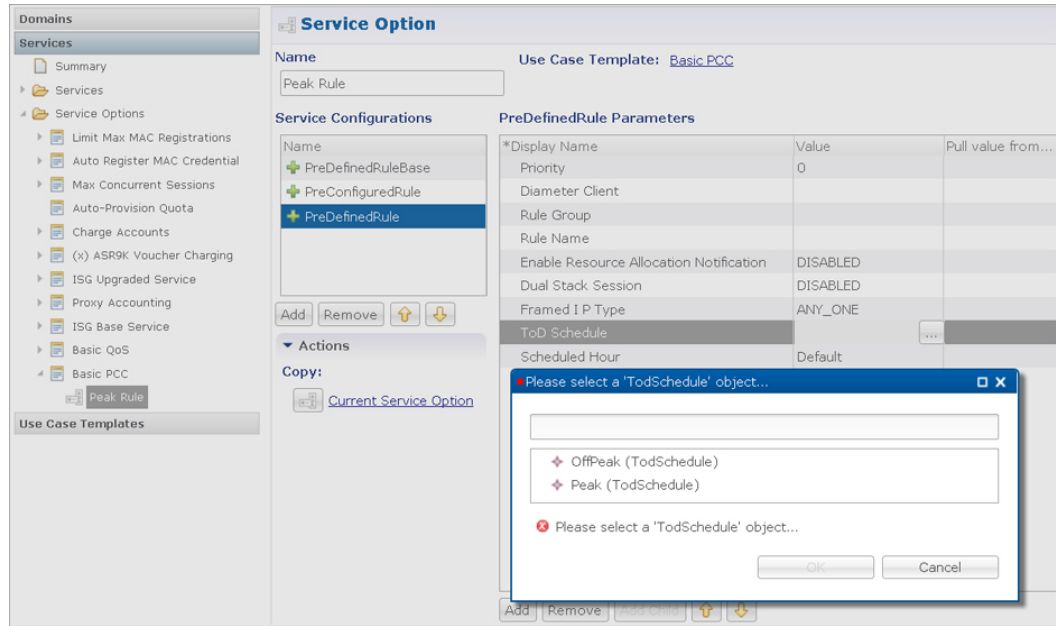 Domains
Services
Summary
Services
Service Options
Limit Max MAC Registrations
Auto Register MAC Credential
Max Concurrent Sessions
Auto-Provision Quota
Charge Accounts
(x) ASR9K Voucher Charging
ISG Upgraded Service
Proxy Accounting
ISG Base Service
Basic QoS
Basic PCC
Peak Rule
Use Case Templates
Service Option
Name
Use Case Template: Basic PCC
Peak Rule
Service Configurations
Name
PreDefinedRuleBase
PreConfiguredRule
PreDefinedRule
Add Remove
Actions
Copy:
Current Service Option
PreDefinedRule Parameters
*Display Name Value Pull value from...
Priority 0
Diameter Client
Rule Group
Rule Name
Enable Resource Allocation Notification DISABLED
Dual Stack Session DISABLED
Framed I P Type ANY_ONE
ToD Schedule ...
Scheduled Hour Default
Please select a 'TodSchedule' object...
OffPeak (TodSchedule)
Peak (TodSchedule)
Please select a 'TodSchedule' object...
OK Cancel
Add Remove Add Child